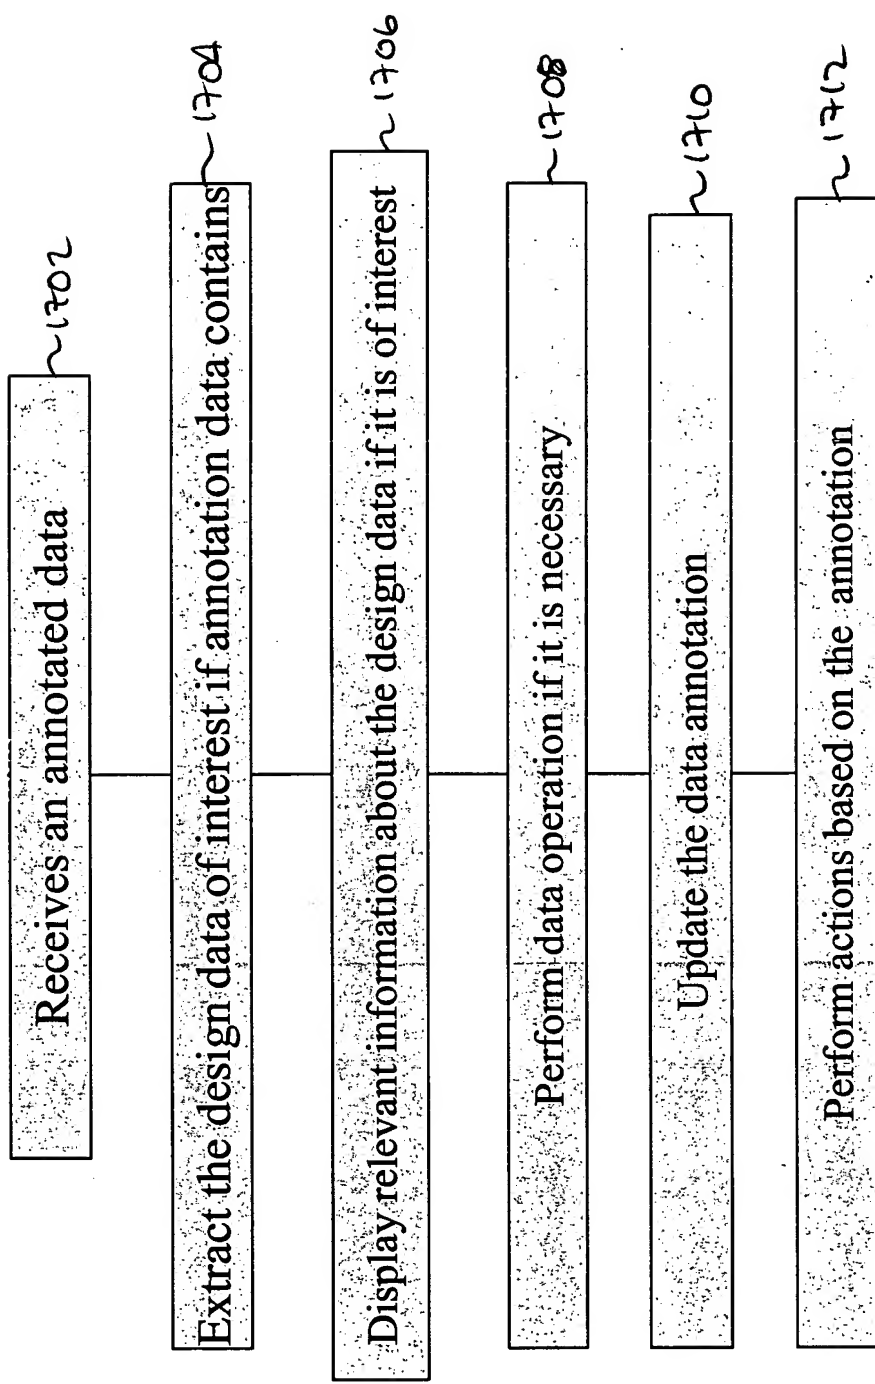 Receives an annotated data
1702
Extract the design data of interest if annotation data contains
1704
Display relevant information about the design data if it is of interest
1706
Perform data operation if it is necessary
1708
Update the data annotation
1710
Perform actions based on the annotation
1712